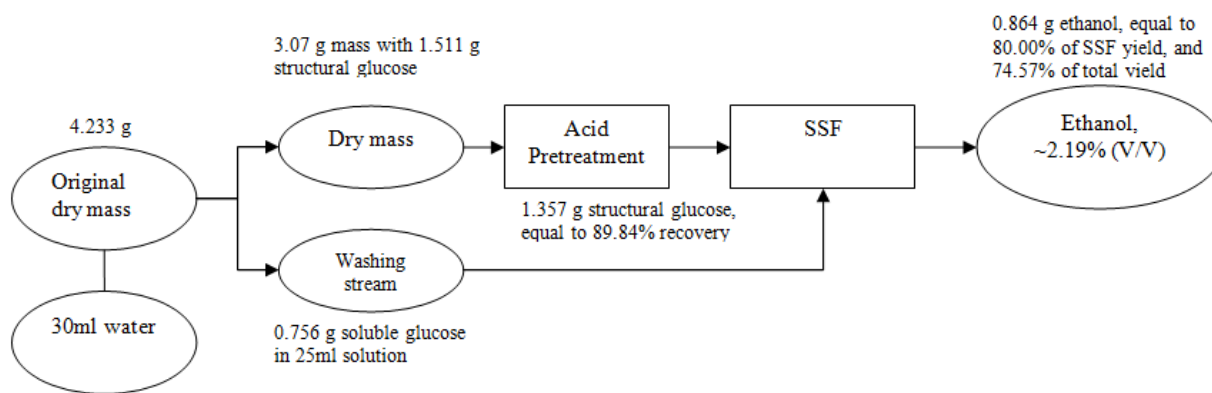 0.864 g ethanol, equal to
80.00% of SSF yield, and
74.57% of total yield
3.07 g mass with 1.511 g
structural glucose
4.233 g
Dry mass
Acid
Pretreatment
SSF
Ethanol,
~2.19% (V/V)
Original
dry mass
1.357 g structural glucose,
equal to 89.84% recovery
Washing
stream
30ml water
0.756 g soluble glucose
in 25ml solution